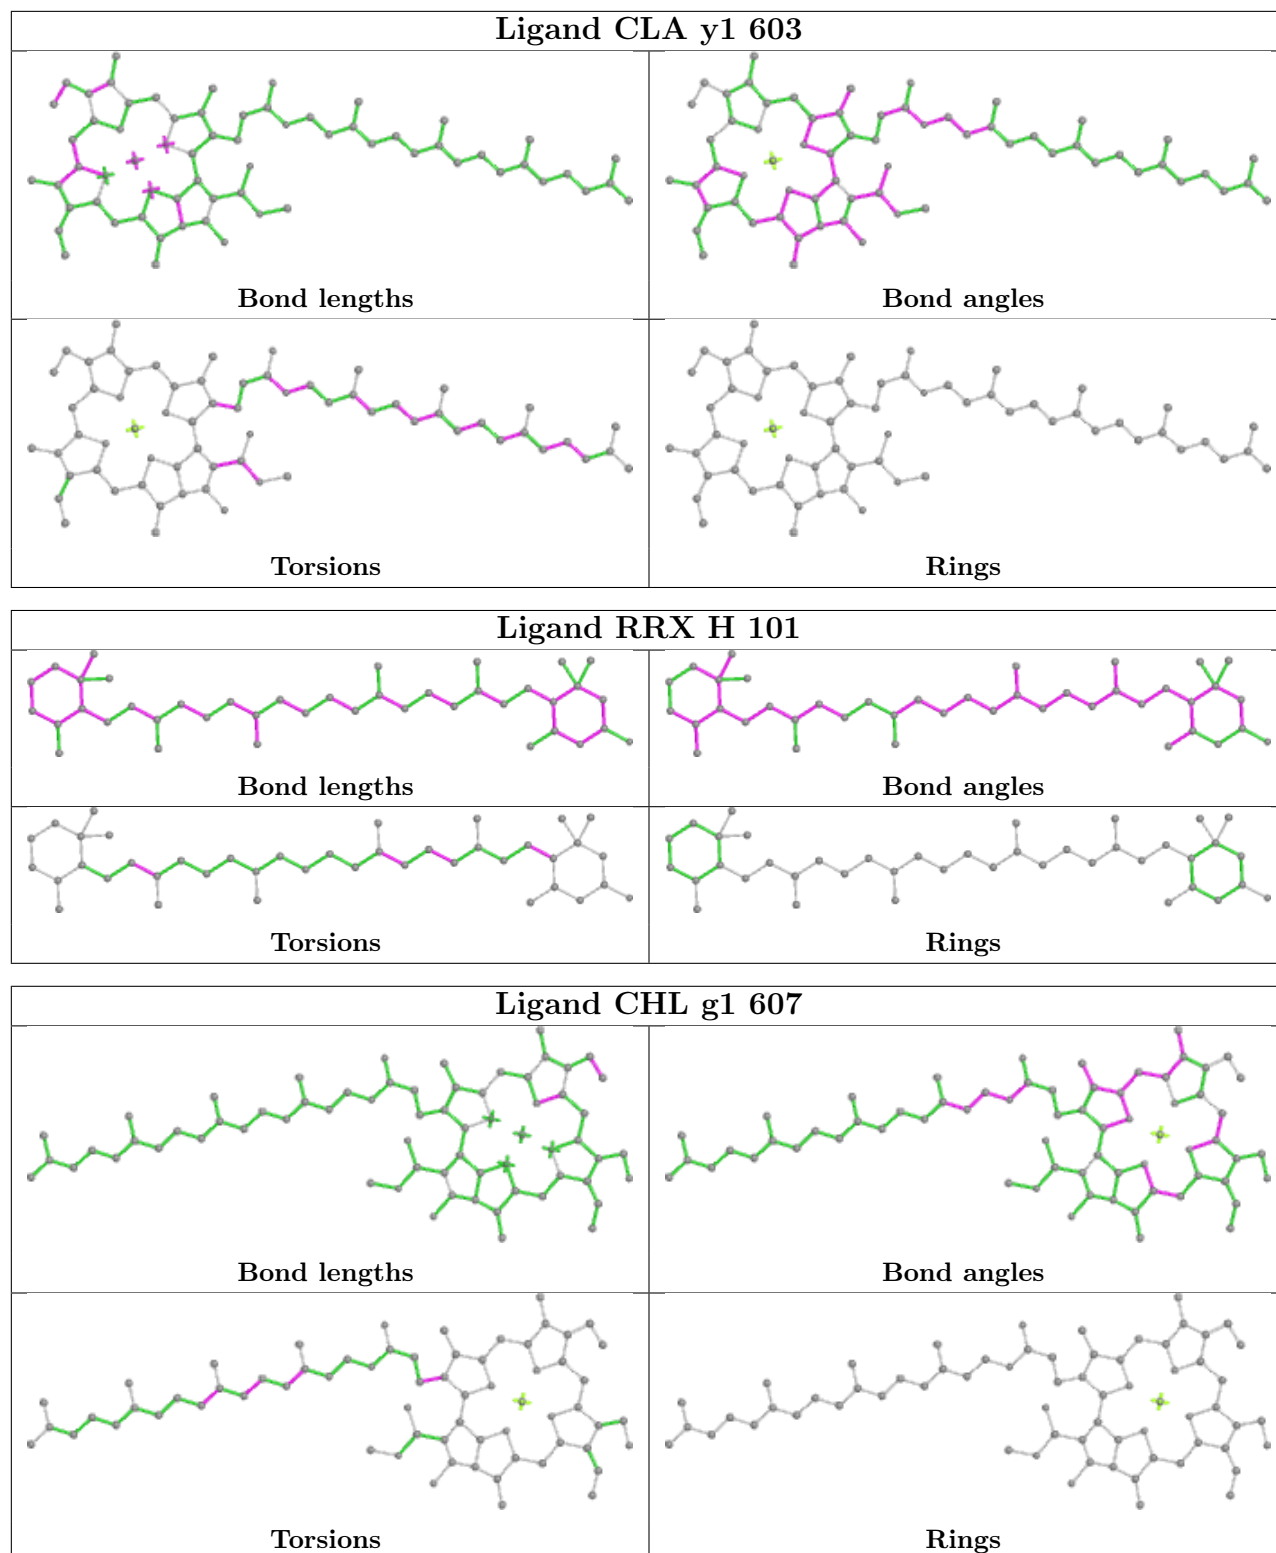 Ligand CLA y1 603
Bond lengths
Bond angles
Torsions
Rings
Ligand RRX H 101
Bond lengths
Bond angles
Torsions
Rings
Ligand CHL g1 607
Bond lengths
Bond angles
Torsions
Rings